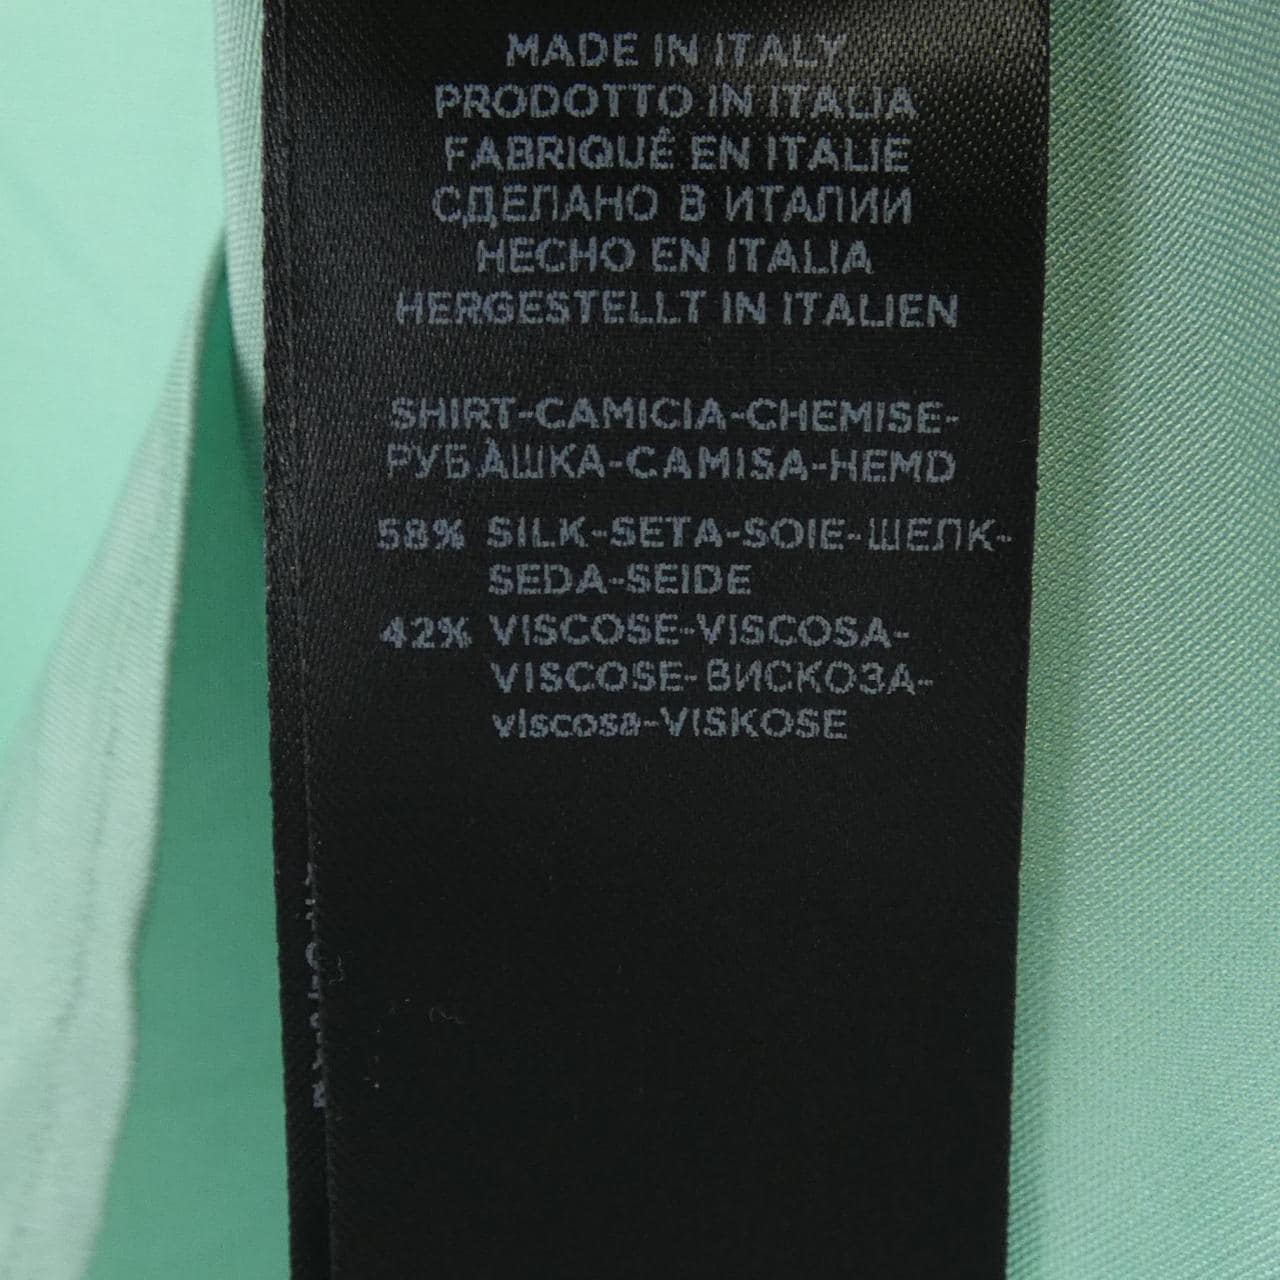 MADE IN ITALY
PRODOTTO IN ITALIA
FABRIQUÉ EN ITALIE
СДЕЛАНО В ИТАЛИИ
HECHO EN ITALIA
HERGESTELLT IN ITALIEN
SHIRT-CAMICIA-CHEMISE-
РУБÀШКА-CAMISA-HEMD
58% SILK-SETA-SOIE-ШЕЛК-
SEDA-SEIDE
42% VISCOSE-VISCOSA-
VISCOSE-ВИСКОЗА-
viscosa-VISKOSE